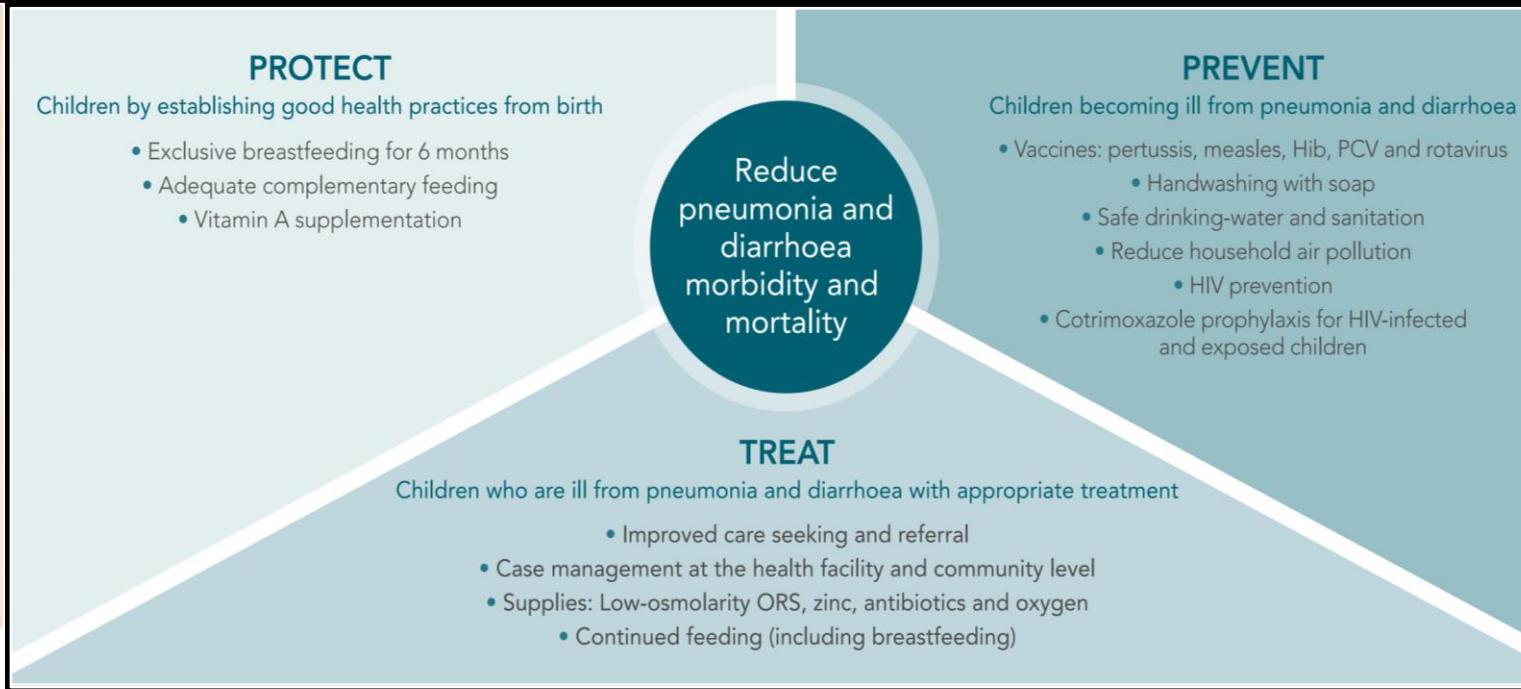 PROTECT
Children by establishing good health practices from birth
• Exclusive breastfeeding for 6 months
• Adequate complementary feeding
• Vitamin A supplementation
PREVENT
Children becoming ill from pneumonia and diarrhoea
• Vaccines: pertussis, measles, Hib, PCV and rotavirus
• Handwashing with soap
• Safe drinking-water and sanitation
• Reduce household air pollution
• HIV prevention
• Cotrimoxazole prophylaxis for HIV-infected
and exposed children
Reduce
pneumonia and
diarrhoea
morbidity and
mortality
TREAT
Children who are ill from pneumonia and diarrhoea with appropriate treatment
• Improved care seeking and referral
• Case management at the health facility and community level
• Supplies: Low-osmolarity ORS, zinc, antibiotics and oxygen
• Continued feeding (including breastfeeding)